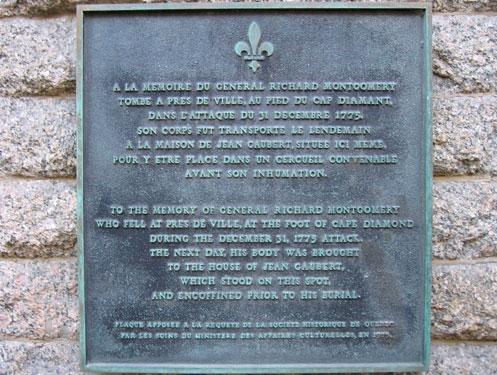 A LA MEMOIRE DU GENERAL RICHARD MONTGOMERY
TOMBE A PRES DE VILLE, AU PIED DU CAP DIAMANT,
DANS L'ATTAQUE DU 31 DECEMBRE 1775.
SON CORPS FUT TRANSPORTE LE LENDEMAIN
A LA MAISON DE JEAN GAUBERT, SITUEE ICI MEME,
POUR Y ETRE PLACE DANS UN CERCUEIL CONVENABLE
AVANT SON INHUMATION.
TO THE MEMORY OF GENERAL RICHARD MONTGOMERY
WHO FELL AT PRES DE VILLE, AT THE FOOT OF CAPE DIAMOND
DURING THE DECEMBER 31, 1775 ATTACK.
THE NEXT DAY, HIS BODY WAS BROUGHT
TO THE HOUSE OF JEAN GAUBERT,
WHICH STOOD ON THIS SPOT,
AND ENCOFFINED PRIOR TO HIS BURIAL.
PLAQUE APPOSEE A LA REQUETE DE LA SOCIETE HISTORIQUE DE QUEBEC
PAR LES SOINS DU MINISTERE DES AFFAIRES CULTURELLES, EN